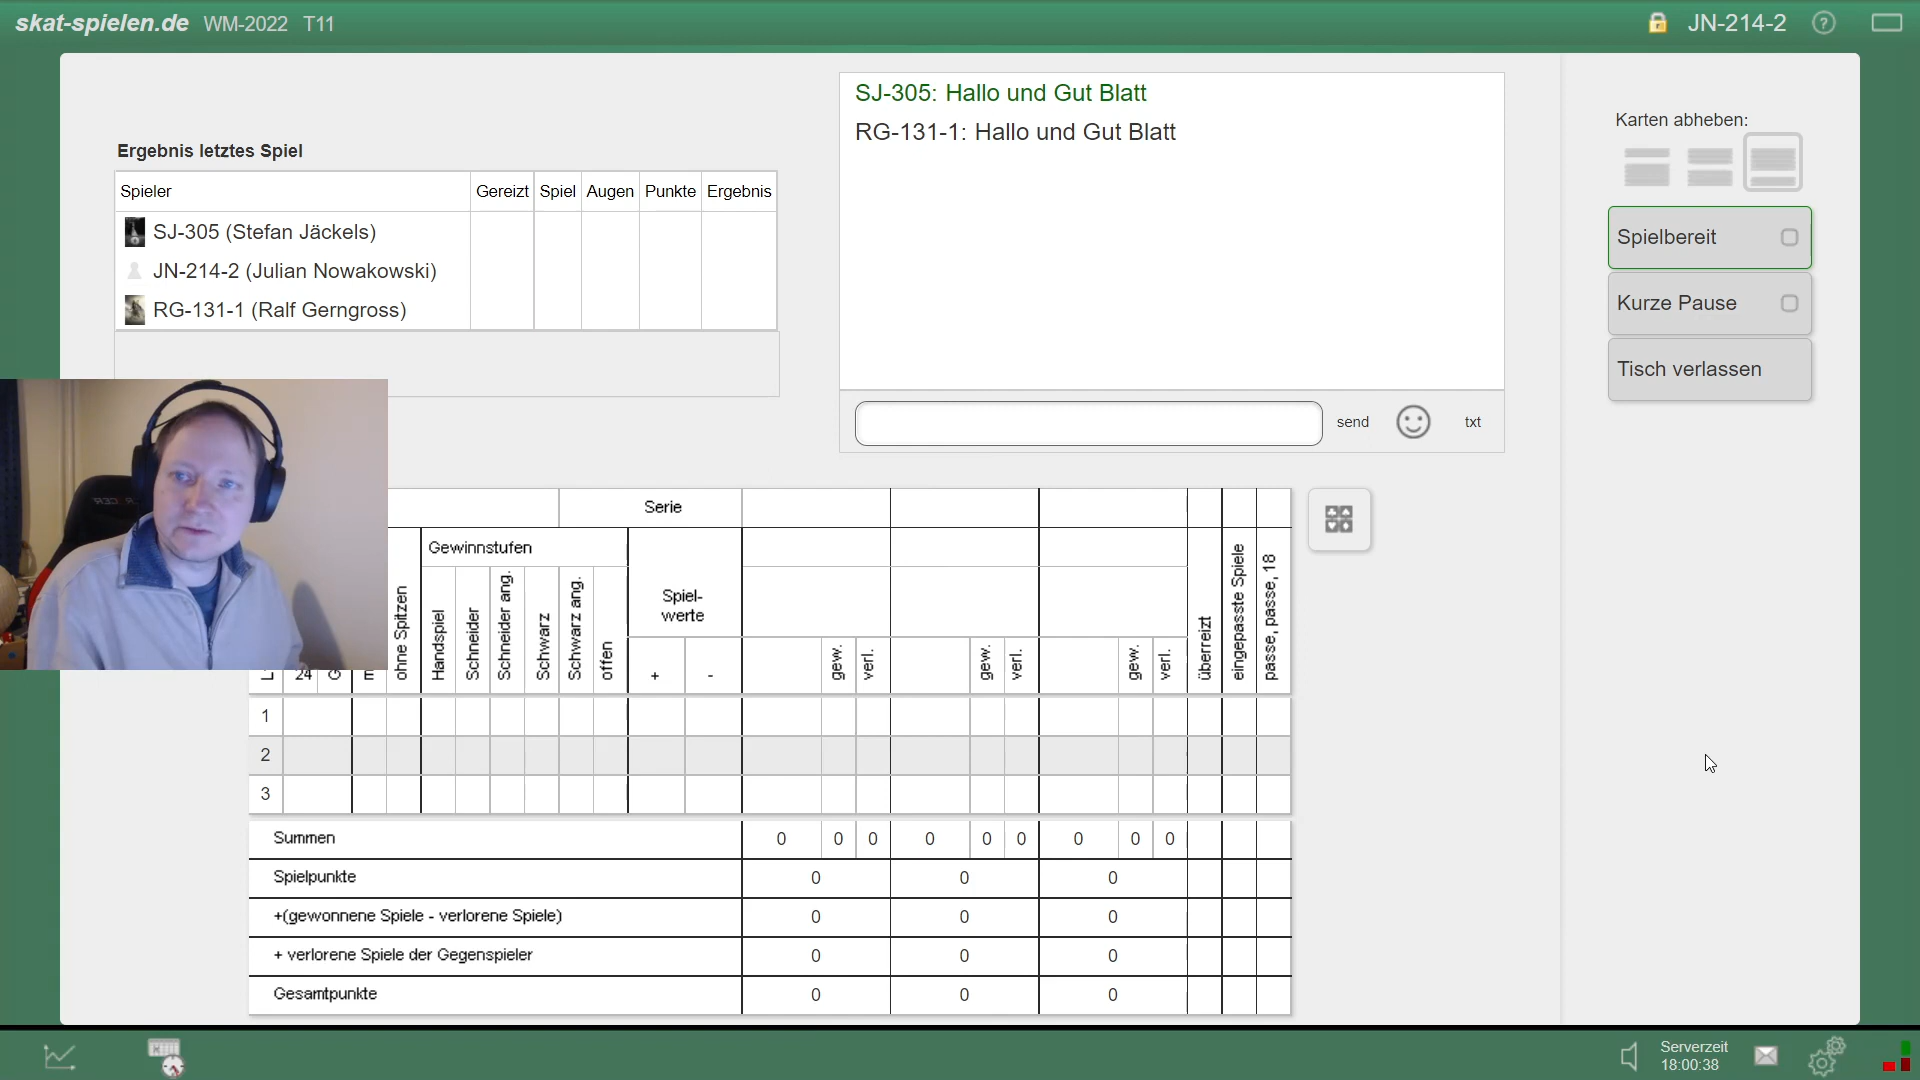 skat-spielen.de WM-2022 T11
JN-214-2 ?
SJ-305: Hallo und Gut Blatt
RG-131-1: Hallo und Gut Blatt
send txt
Karten abheben:
Spielbereit
Kurze Pause
Tisch verlassen
Ergebnis letztes Spiel
Spieler Gereizt Spiel Augen Punkte Ergebnis
SJ-305 (Stefan Jäckels)
JN-214-2 (Julian Nowakowski)
RG-131-1 (Ralf Gerngross)
Serie
Gewinnstufen
Spiel-
werte
24 G ohne Spitzen Handspiel Schneider Schneider ang. Schwarz Schwarz ang. offen + - gew. verl. gew. verl. gew. verl. überreizt eingepasste Spiele passe, passe, 18
1
2
3
Summen 0 0 0 0 0 0 0 0 0
Spielpunkte 0 0 0
+(gewonnene Spiele - verlorene Spiele) 0 0 0
+ verlorene Spiele der Gegenspieler 0 0 0
Gesamtpunkte 0 0 0
Serverzeit
18:00:38